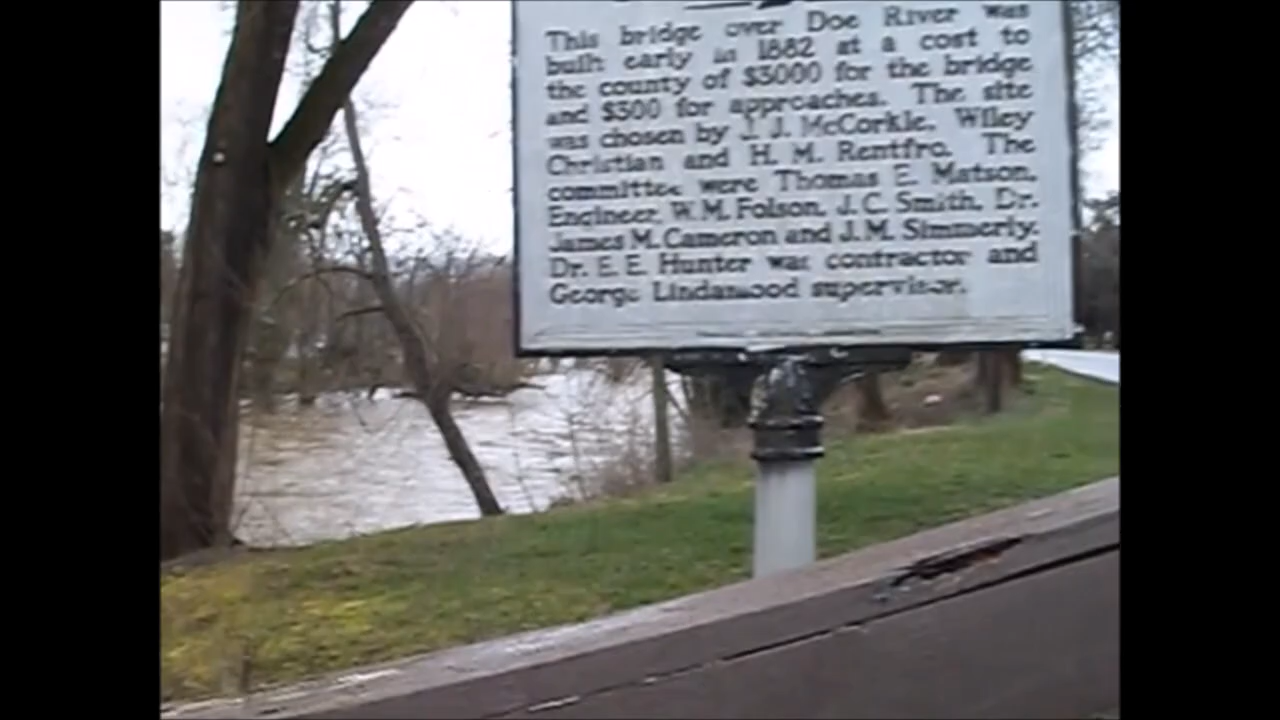 This bridge over Doe River was
built early in 1882 at a cost to
the county of $3000 for the bridge
and $300 for approaches. The site
was chosen by J. J. McCorkle, Wiley
Christian and H. M. Rentfro. The
committee were Thomas E. Matson,
Engineer, W.M. Folson, J.C. Smith, Dr.
James M. Cameron and J.M. Simmerly.
Dr. E. E. Hunter was contractor and
George Lindamood supervisor.